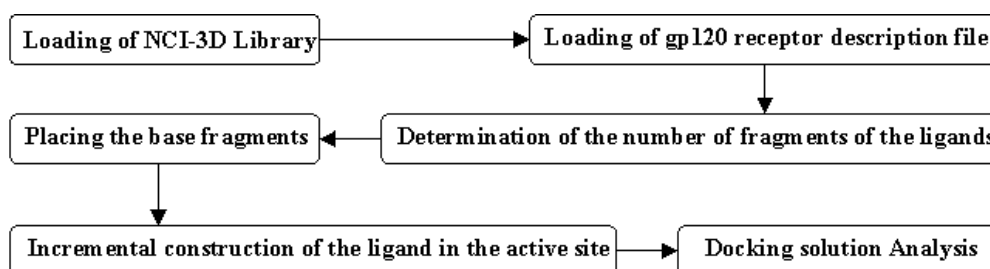 Loading of NCI-3D Library
Loading of gp120 receptor description file
Placing the base fragments
Determination of the number of fragments of the ligands
Incremental construction of the ligand in the active site
Docking solution Analysis